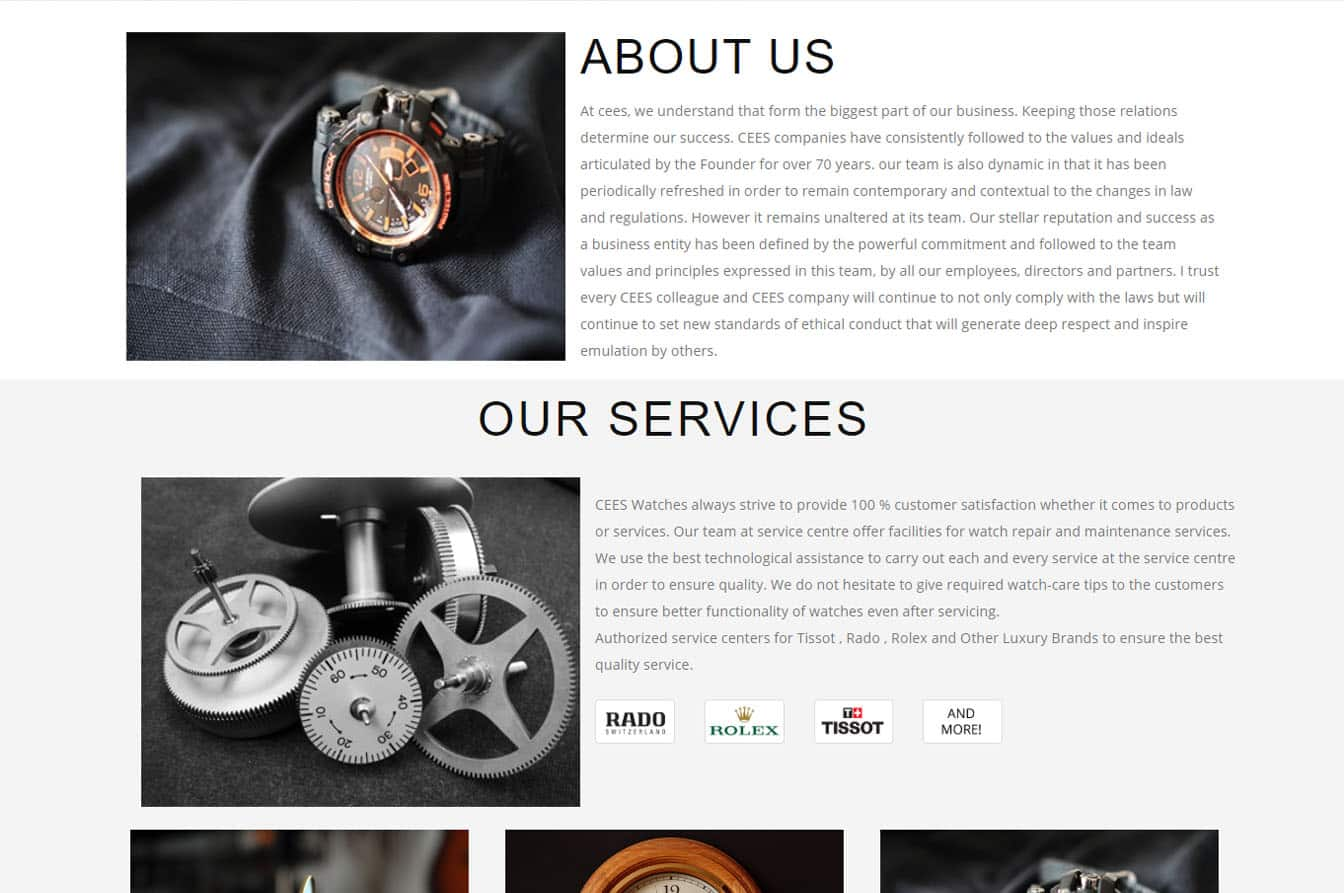 ABOUT US
At cees, we understand that form the biggest part of our business. Keeping those relations
determine our success. CEES companies have consistently followed to the values and ideals
articulated by the Founder for over 70 years. our team is also dynamic in that it has been
periodically refreshed in order to remain contemporary and contextual to the changes in law
and regulations. However it remains unaltered at its team. Our stellar reputation and success as
a business entity has been defined by the powerful commitment and followed to the team
values and principles expressed in this team, by all our employees, directors and partners. I trust
every CEES colleague and CEES company will continue to not only comply with the laws but will
continue to set new standards of ethical conduct that will generate deep respect and inspire
emulation by others.
G-SHOCK
OUR SERVICES
CEES Watches always strive to provide 100 % customer satisfaction whether it comes to products
or services. Our team at service centre offer facilities for watch repair and maintenance services.
We use the best technological assistance to carry out each and every service at the service centre
in order to ensure quality. We do not hesitate to give required watch-care tips to the customers
to ensure better functionality of watches even after servicing.
Authorized service centers for Tissot , Rado , Rolex and Other Luxury Brands to ensure the best
quality service.
60 50 40 30 20 10
RADO
SWITZERLAND
ROLEX
TISSOT
AND
MORE!